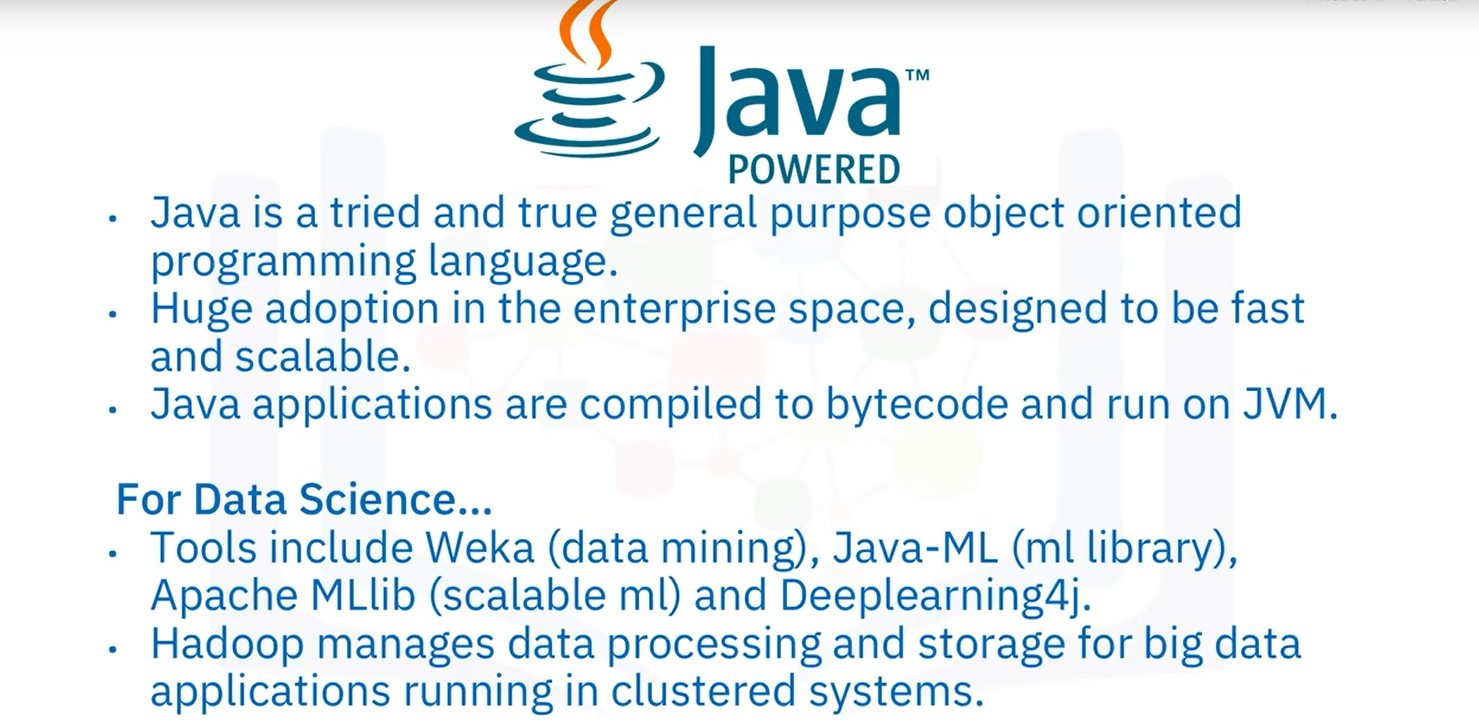 Java™
POWERED
• Java is a tried and true general purpose object oriented
programming language.
• Huge adoption in the enterprise space, designed to be fast
and scalable.
• Java applications are compiled to bytecode and run on JVM.
For Data Science...
• Tools include Weka (data mining), Java-ML (ml library),
Apache MLlib (scalable ml) and Deeplearning4j.
• Hadoop manages data processing and storage for big data
applications running in clustered systems.